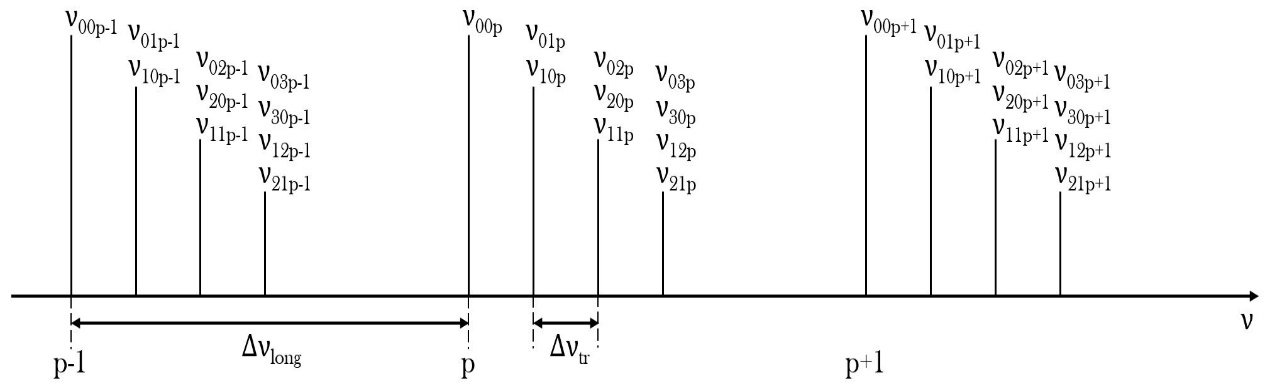 ν00p-1
ν01p-1
ν10p-1
ν02p-1
ν20p-1
ν11p-1
ν03p-1
ν30p-1
ν12p-1
ν21p-1
ν00p
ν01p
ν10p
ν02p
ν20p
ν11p
ν03p
ν30p
ν12p
ν21p
ν00p+1
ν01p+1
ν10p+1
ν02p+1
ν20p+1
ν11p+1
ν03p+1
ν30p+1
ν12p+1
ν21p+1
ν
Δνlong
Δνtr
p-1
p
p+1